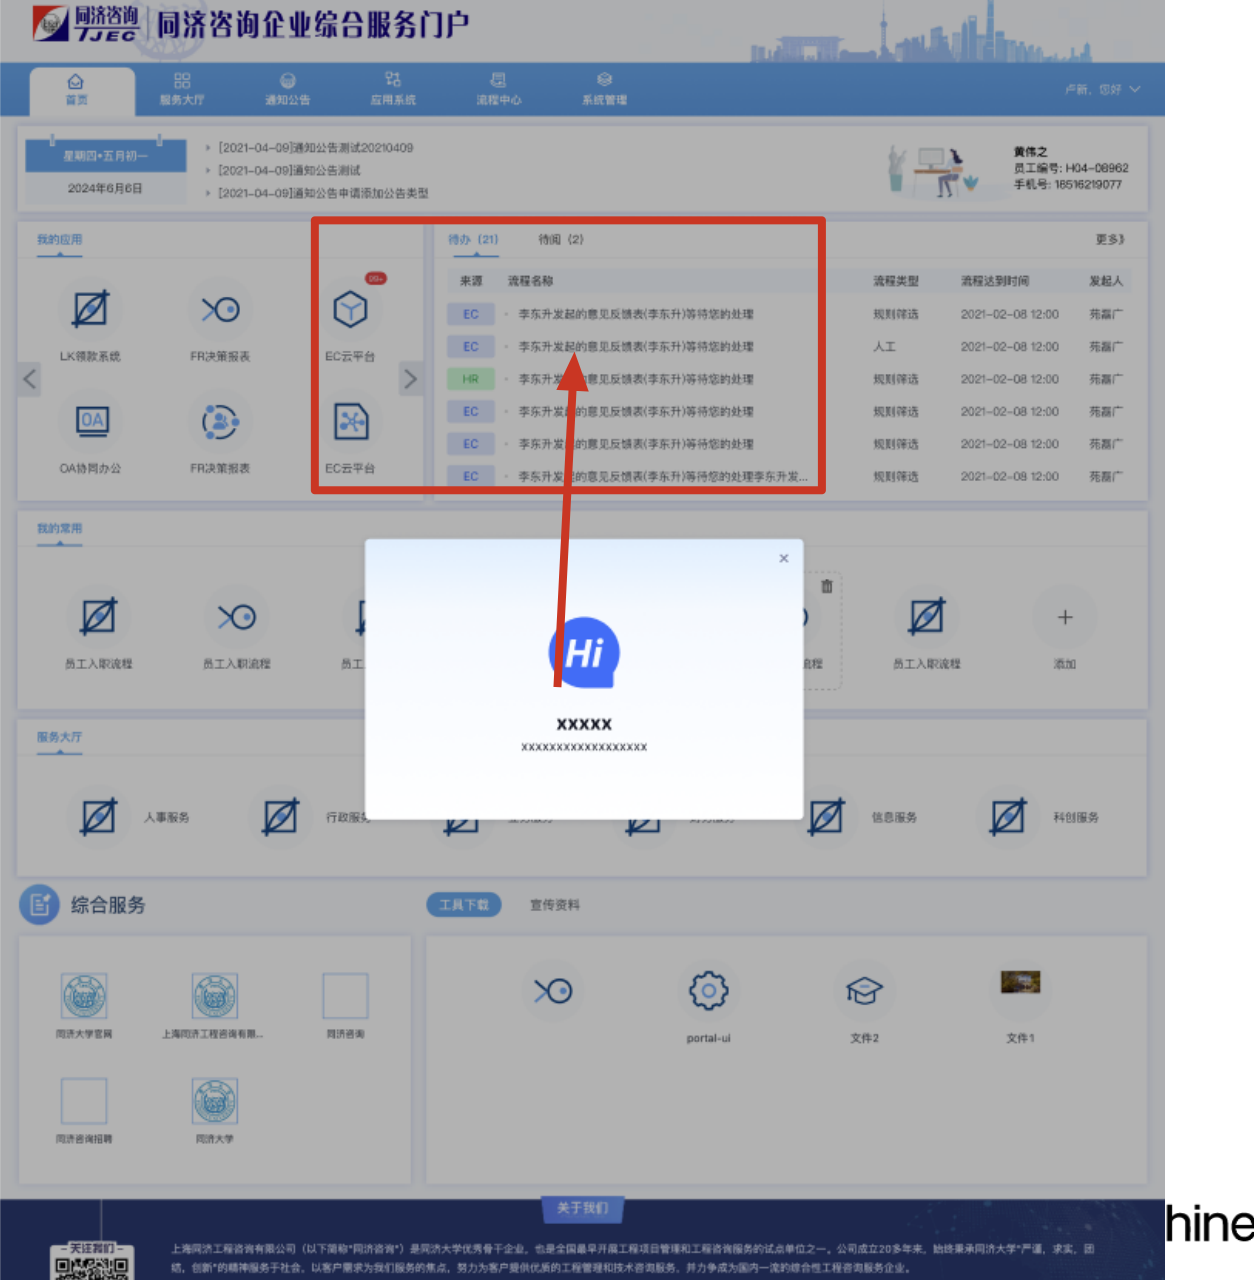 同济咨询
TJEC
同济咨询企业综合服务门户
首页
服务大厅
通知公告
应用系统
流程中心
系统管理
卢新，您好
星期四•五月初一
2024年6月6日
[2021-04-09]通知公告测试20210409
[2021-04-09]通知公告测试
[2021-04-09]通知公告申请添加公告类型
黄伟之
员工编号: H04-08962
手机号: 16516219077
我的应用
LK领款系统
FR决策报表
99+
EC云平台
OA
OA协同办公
FR决策报表
EC云平台
待办 (21)
待阅 (2)
更多》
来源 流程名称 流程类型 流程达到时间 发起人
EC 李东升发起的意见反馈表(李东升)等待您的处理 规则筛选 2021-02-08 12:00 苑磊广
EC 李东升发起的意见反馈表(李东升)等待您的处理 人工 2021-02-08 12:00 苑磊广
HR 李东升发的意见反馈表(李东升)等待您的处理 规则筛选 2021-02-08 12:00 苑磊广
EC 李东升发的意见反馈表(李东升)等待您的处理 规则筛选 2021-02-08 12:00 苑磊广
EC 李东升发的意见反馈表(李东升)等待您的处理 规则筛选 2021-02-08 12:00 苑磊广
EC 李东升发的意见反馈表(李东升)等待您的处理李东升发... 规则筛选 2021-02-08 12:00 苑磊广
我的常用
员工入职流程
员工入职流程
员工
流程
员工入职流程
添加
Hi
xxxxx
xxxxxxxxxxxxxxxxxx
服务大厅
人事服务
行政服务
信息服务
科创服务
综合服务
工具下载
宣传资料
同济大学官网
上海同济工程咨询有限...
同济咨询
同济咨询招聘
同济大学
portal-ui
文件2
文件1
关于我们
hine
关注我们
上海同济工程咨询有限公司（以下简称"同济咨询"）是同济大学优秀骨干企业，也是全国最早开展工程项目管理和工程咨询服务的试点单位之一。公司成立20多年来，始终秉承同济大学"严谨，求实，团
结，创新"的精神服务于社会，以客户需求为我们服务的焦点，努力为客户提供优质的工程管理和技术咨询服务，并力争成为国内一流的综合性工程咨询服务企业。